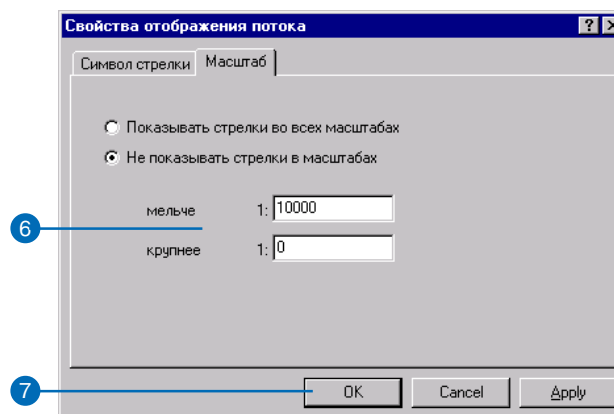 Свойства отображения потока
Символ стрелки Масштаб
Показывать стрелки во всех масштабах
Не показывать стрелки в масштабах
мельче 1: 10000
6
крупнее 1: 0
7 OK Cancel Apply